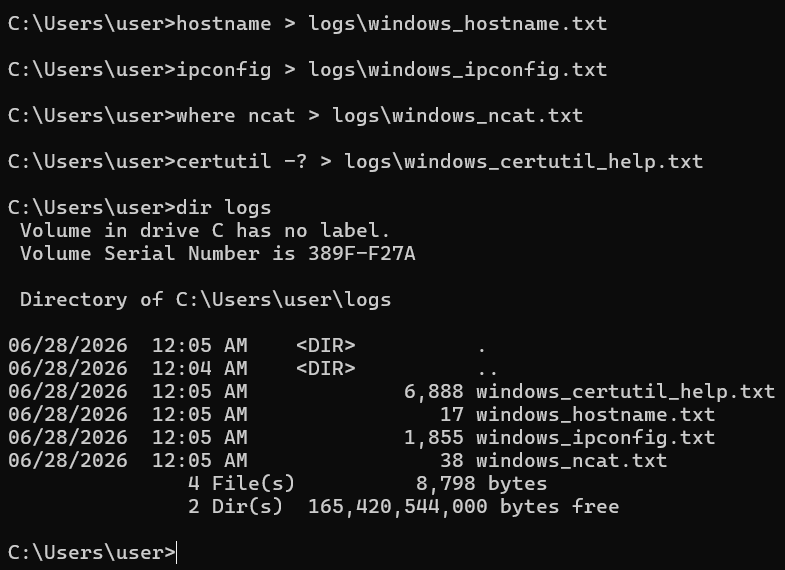 C:\Users\user>hostname > logs\windows_hostname.txt
C:\Users\user>ipconfig > logs\windows_ipconfig.txt
C:\Users\user>where ncat > logs\windows_ncat.txt
C:\Users\user>certutil -? > logs\windows_certutil_help.txt
C:\Users\user>dir logs
 Volume in drive C has no label.
 Volume Serial Number is 389F-F27A
 Directory of C:\Users\user\logs
06/28/2026  12:05 AM    <DIR>          .
06/28/2026  12:04 AM    <DIR>          ..
06/28/2026  12:05 AM             6,888 windows_certutil_help.txt
06/28/2026  12:05 AM                17 windows_hostname.txt
06/28/2026  12:05 AM             1,855 windows_ipconfig.txt
06/28/2026  12:05 AM                38 windows_ncat.txt
               4 File(s)          8,798 bytes
               2 Dir(s)  165,420,544,000 bytes free
C:\Users\user>